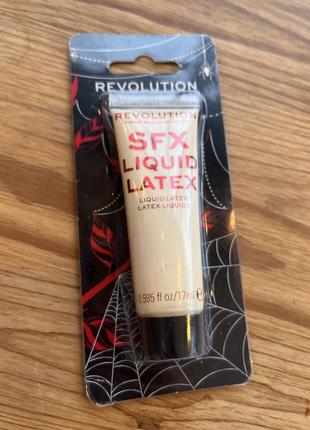 REVOLUTION
REVOLUTION
SFX
LIQUID
LATEX
LIQUID LATEX
LATEX LIQUIDE
0.595 fl oz/17ml ℮